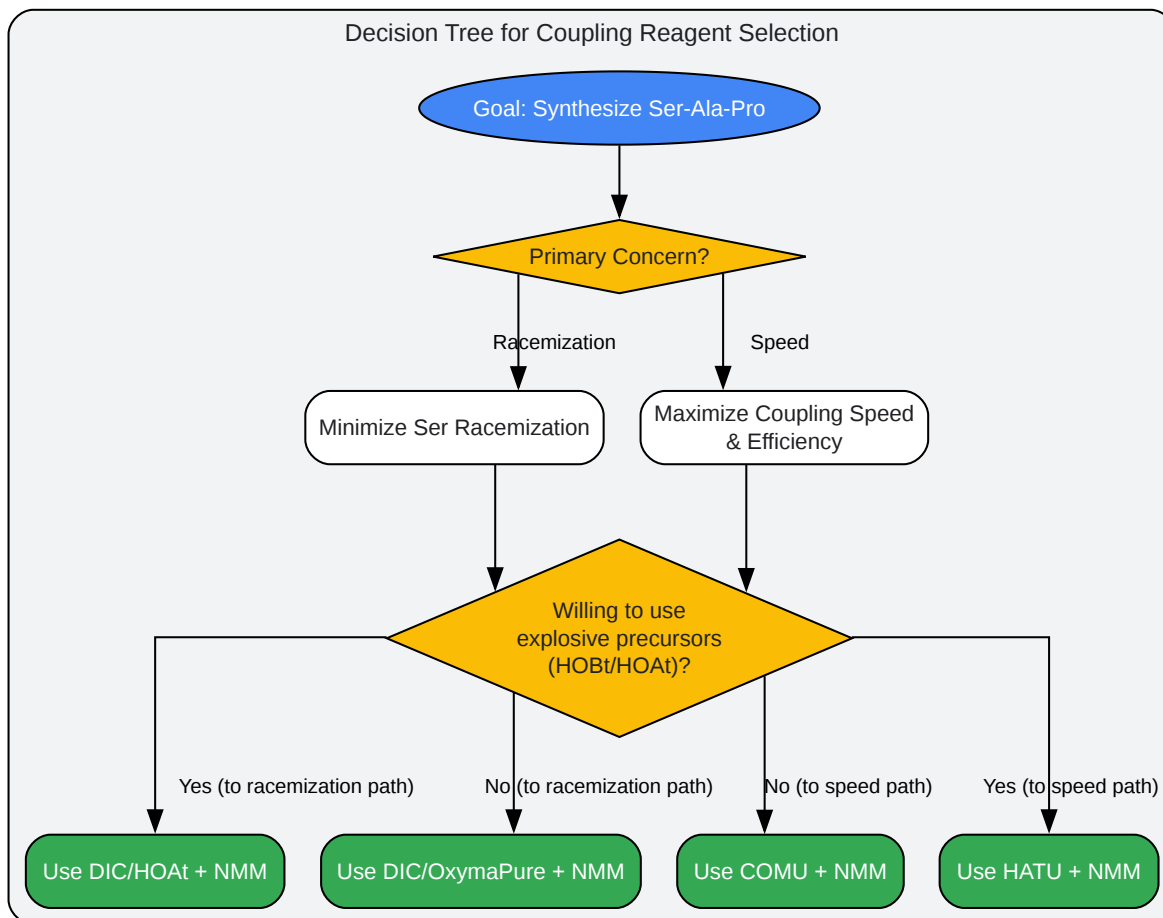 Decision Tree for Coupling Reagent Selection
Goal: Synthesize Ser-Ala-Pro
Primary Concern?
Racemization
Speed
Minimize Ser Racemization
Maximize Coupling Speed
& Efficiency
Willing to use
explosive precursors
(HOBt/HOAt)?
Yes (to racemization path)
No (to racemization path)
No (to speed path)
Yes (to speed path)
Use DIC/HOAt + NMM
Use DIC/OxymaPure + NMM
Use COMU + NMM
Use HATU + NMM